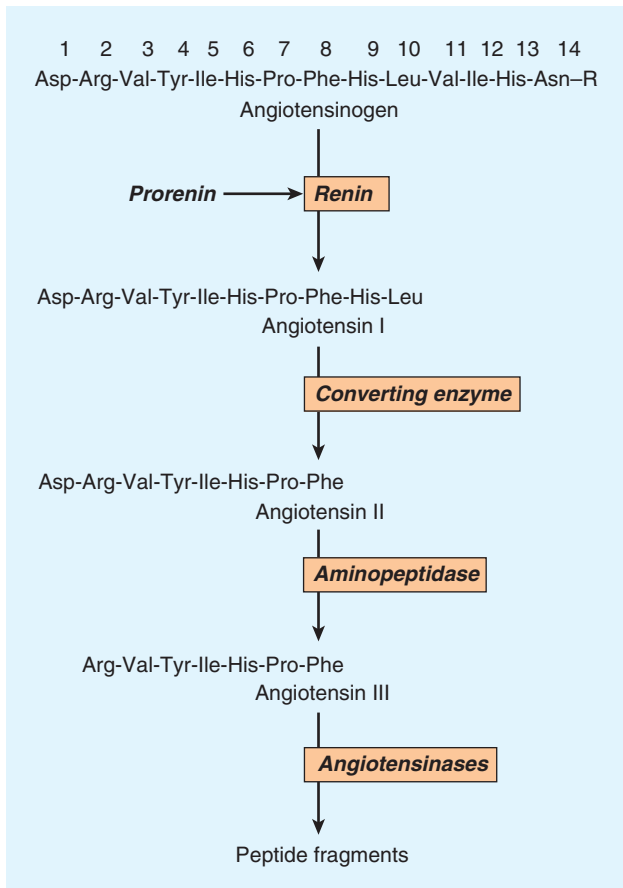 1 2 3 4 5 6 7 8 9 10 11 12 13 14
Asp-Arg-Val-Tyr-Ile-His-Pro-Phe-His-Leu-Val-Ile-His-Asn–R
Angiotensinogen
Prorenin Renin
Asp-Arg-Val-Tyr-Ile-His-Pro-Phe-His-Leu
Angiotensin I
Converting enzyme
Asp-Arg-Val-Tyr-Ile-His-Pro-Phe
Angiotensin II
Aminopeptidase
Arg-Val-Tyr-Ile-His-Pro-Phe
Angiotensin III
Angiotensinases
Peptide fragments